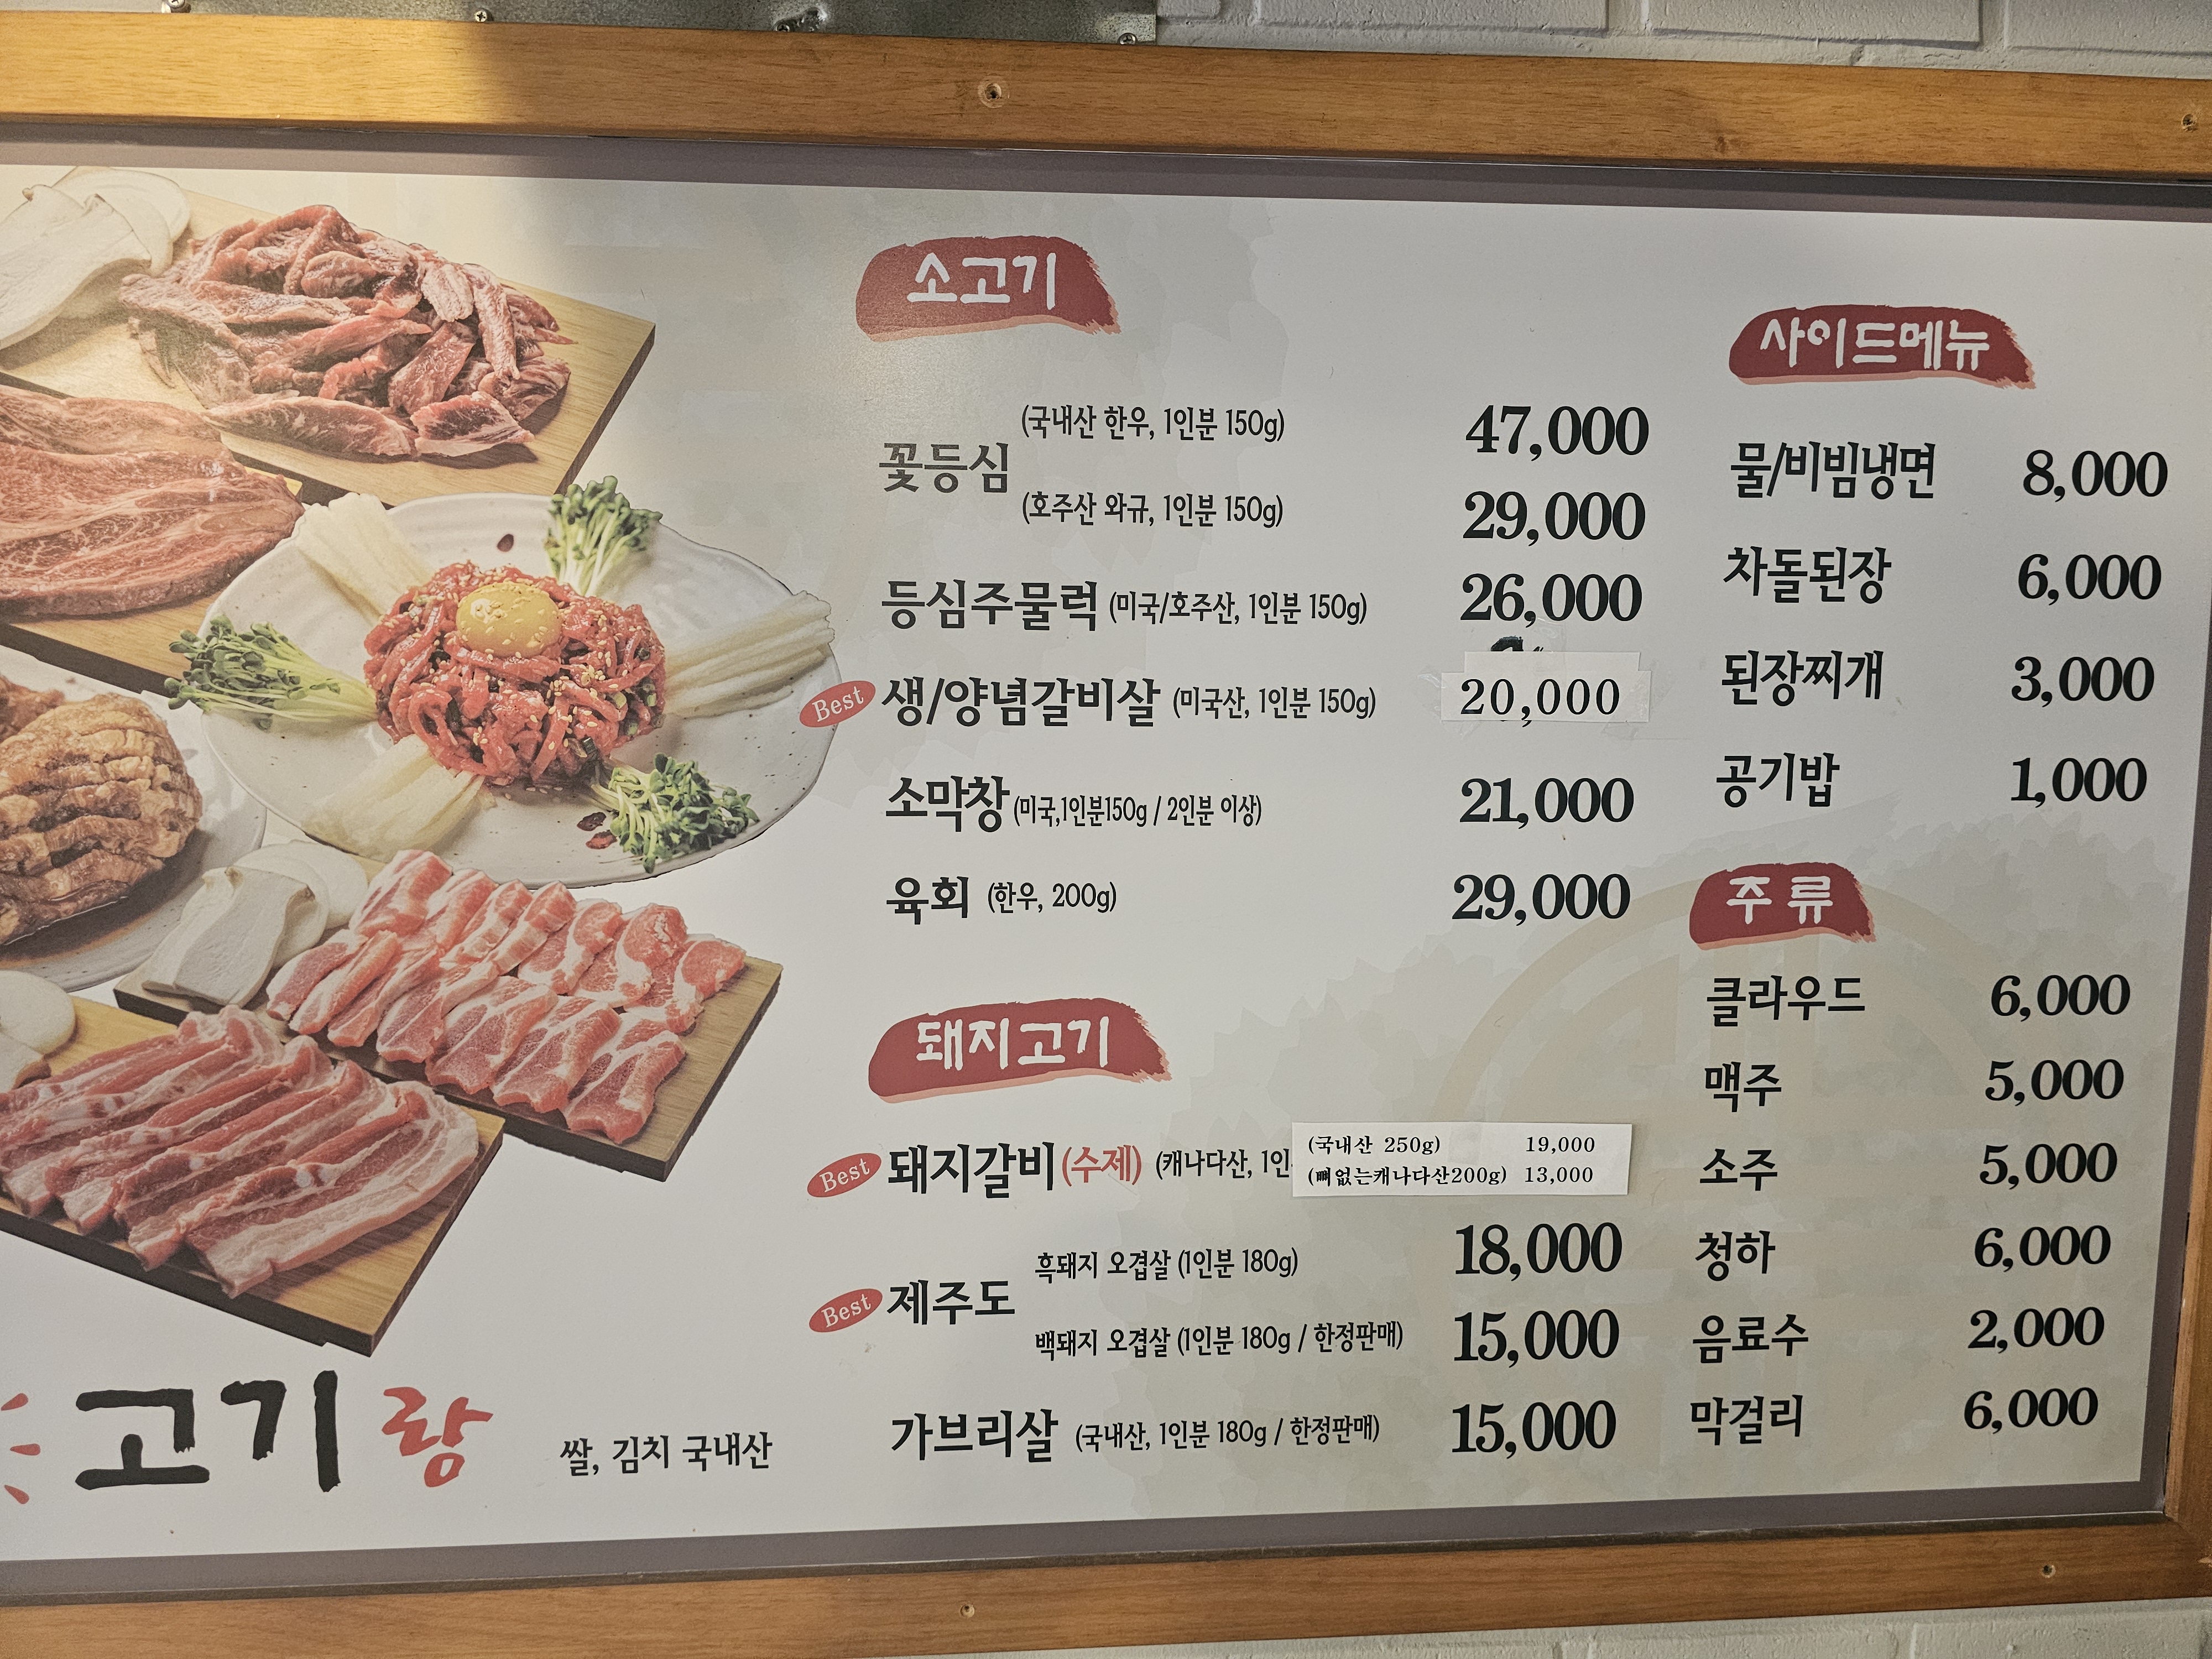 소고기
꽃등심 (국내산 한우, 1인분 150g) 47,000
(호주산 와규, 1인분 150g) 29,000
등심주물럭 (미국/호주산, 1인분 150g) 26,000
Best 생/양념갈비살 (미국산, 1인분 150g) 20,000
소막창 (미국,1인분150g / 2인분 이상) 21,000
육회 (한우, 200g) 29,000
돼지고기
Best 돼지갈비(수제) (캐나다산, 1인
(국내산 250g) 19,000
(뼈없는캐나다산200g) 13,000
Best 제주도
흑돼지 오겹살 (1인분 180g) 18,000
백돼지 오겹살 (1인분 180g / 한정판매) 15,000
가브리살 (국내산, 1인분 180g / 한정판매) 15,000
사이드메뉴
물/비빔냉면 8,000
차돌된장 6,000
된장찌개 3,000
공기밥 1,000
주류
클라우드 6,000
맥주 5,000
소주 5,000
청하 6,000
음료수 2,000
막걸리 6,000
고기랑
쌀, 김치 국내산